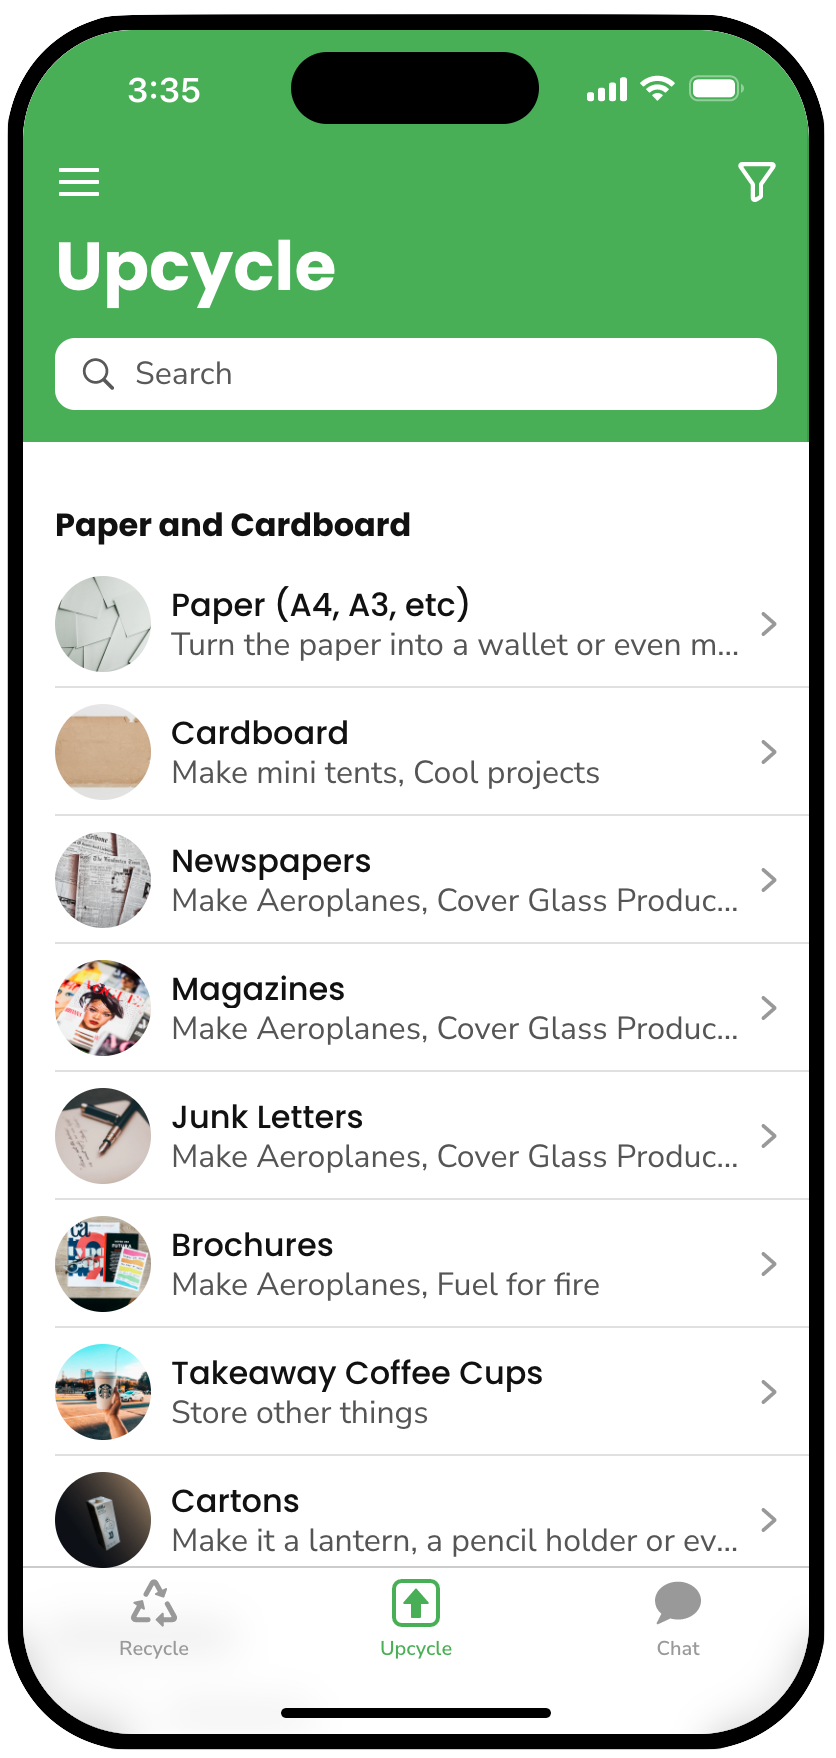 3:35
Upcycle
Search
Paper and Cardboard
Paper (A4, A3, etc)
Turn the paper into a wallet or even m...
Cardboard
Make mini tents, Cool projects
Newspapers
Make Aeroplanes, Cover Glass Produc...
Magazines
Make Aeroplanes, Cover Glass Produc...
Junk Letters
Make Aeroplanes, Cover Glass Produc...
Brochures
Make Aeroplanes, Fuel for fire
Takeaway Coffee Cups
Store other things
Cartons
Make it a lantern, a pencil holder or ev...
Recycle
Upcycle
Chat